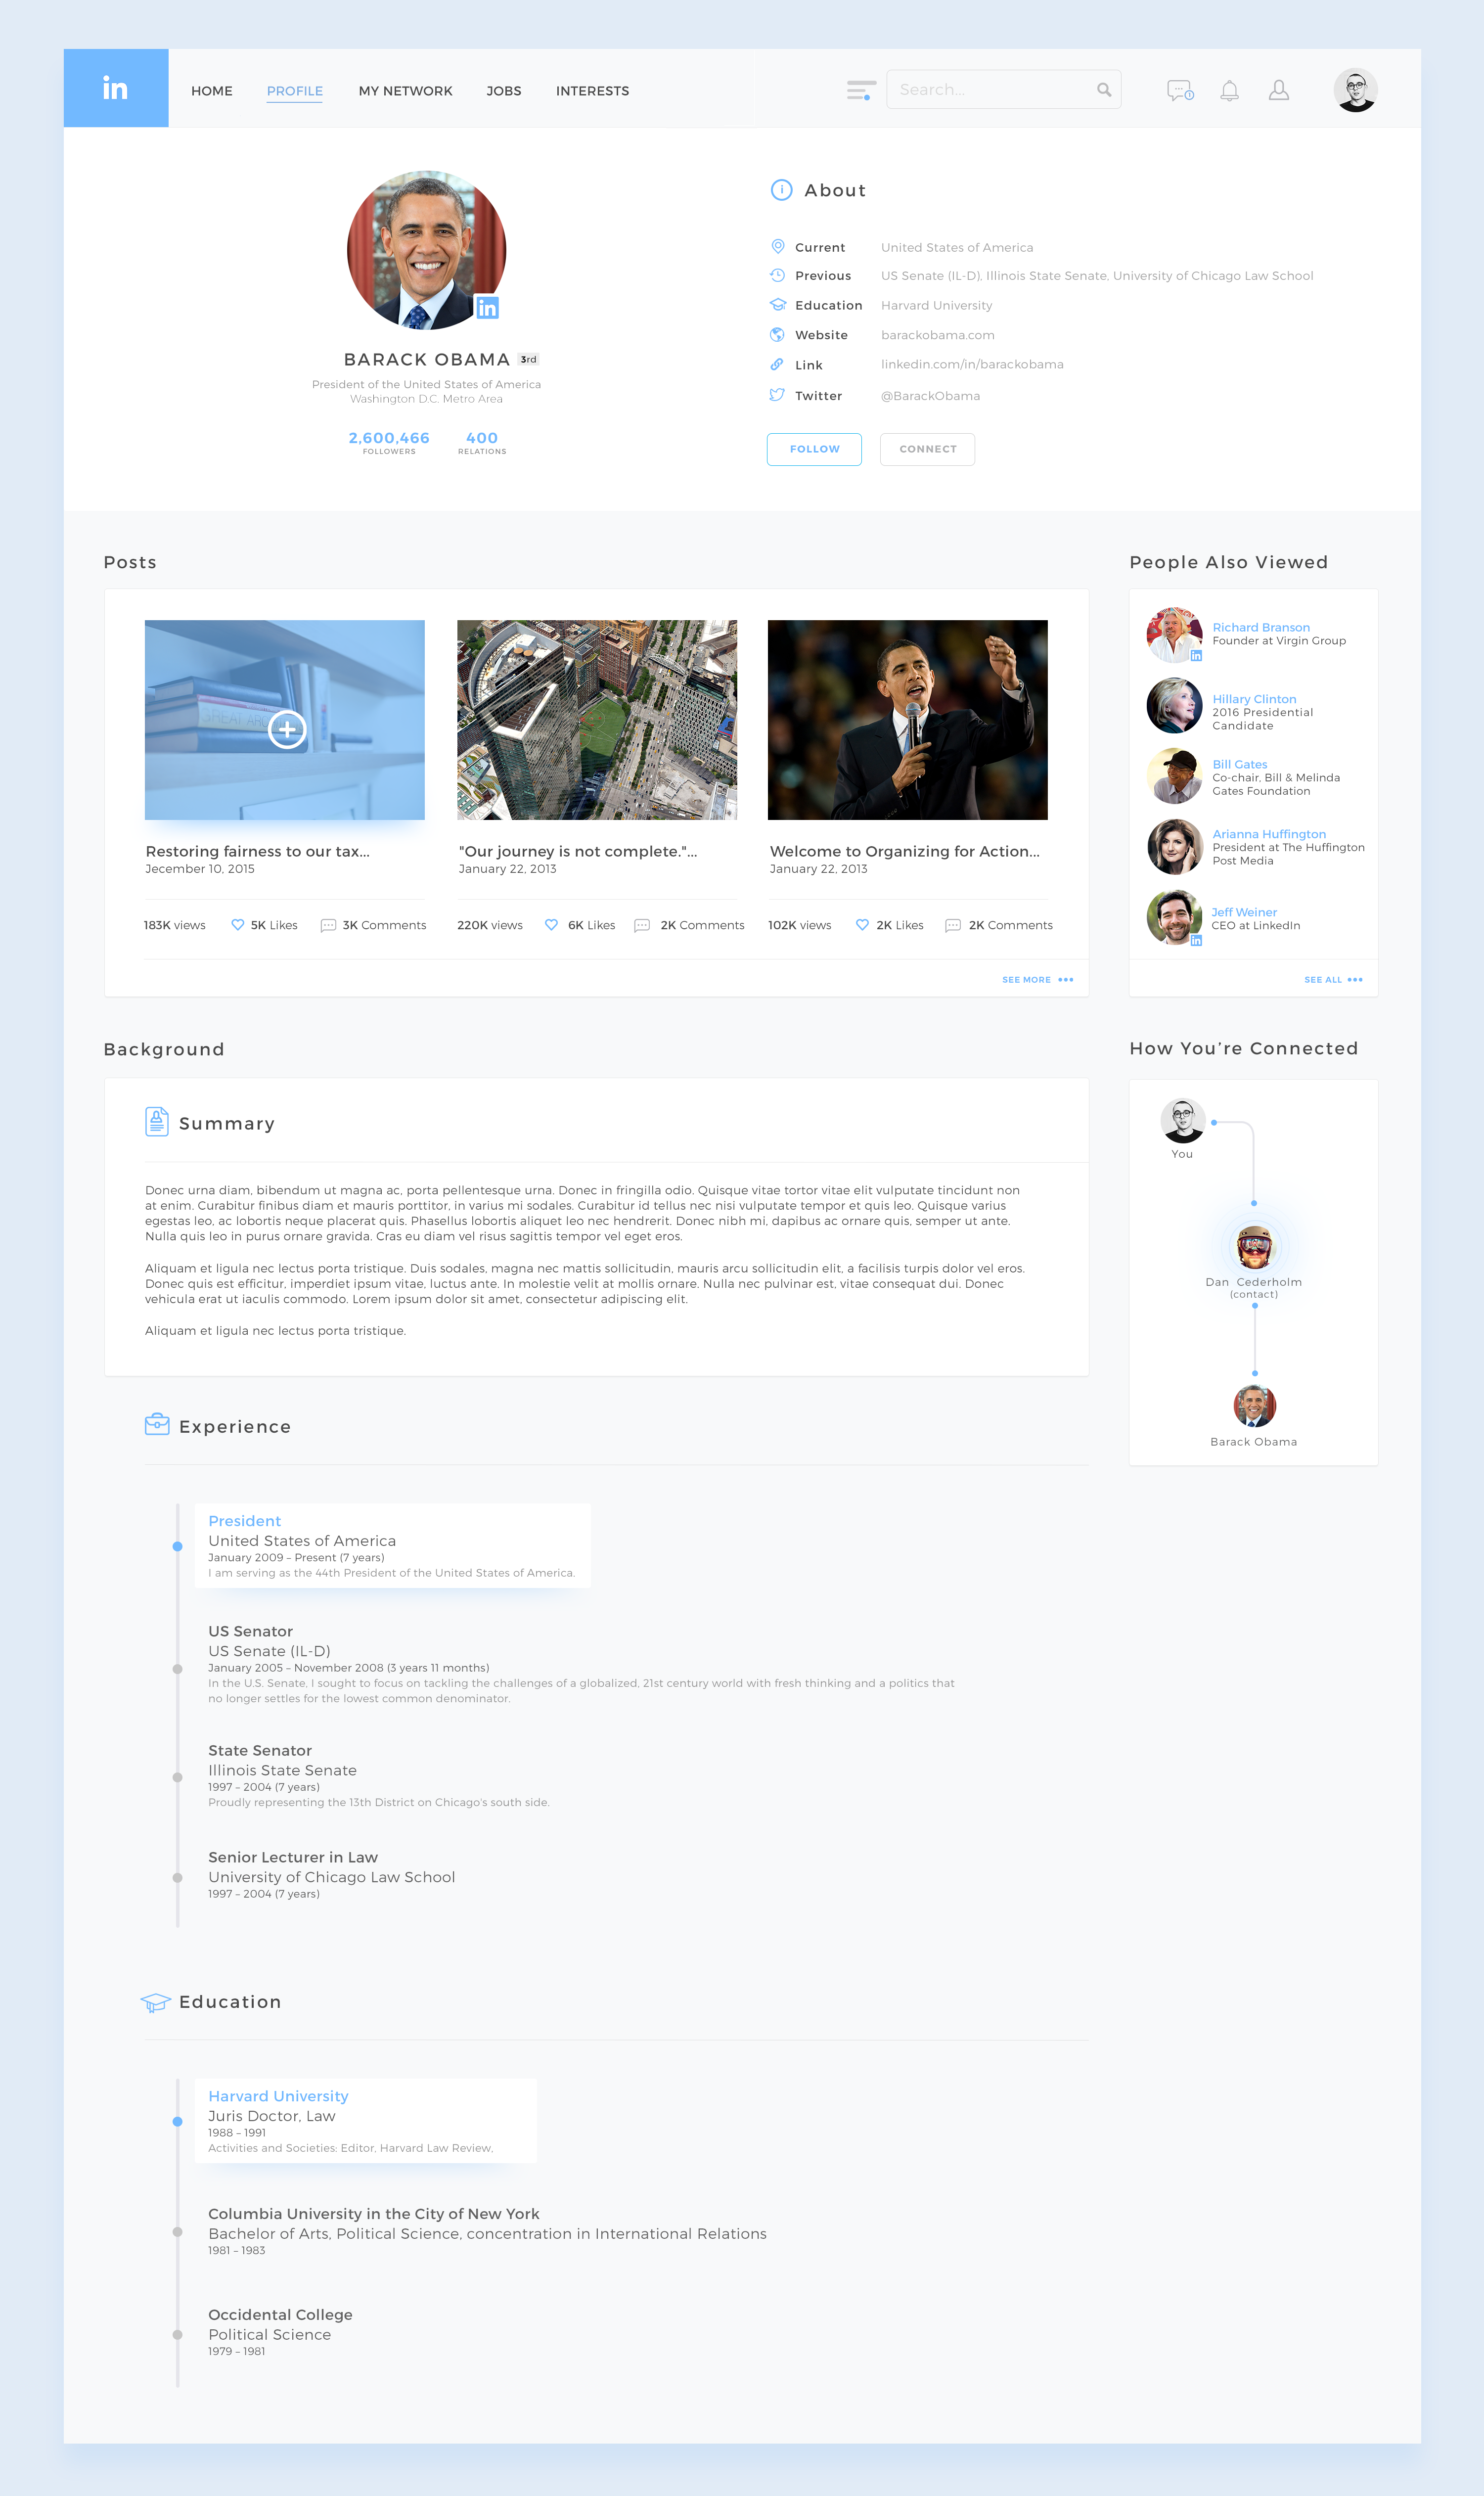 in
HOME PROFILE MY NETWORK JOBS INTERESTS
Search...
in
BARACK OBAMA 3rd
President of the United States of America
Washington D.C. Metro Area
2,600,466 400
FOLLOWERS RELATIONS
i About
Current United States of America
Previous US Senate (IL-D), Illinois State Senate, University of Chicago Law School
Education Harvard University
Website barackobama.com
Link linkedin.com/in/barackobama
Twitter @BarackObama
FOLLOW CONNECT
Posts
GREAT
Restoring fairness to our tax...
Jecember 10, 2015
183K views 5K Likes 3K Comments
"Our journey is not complete."...
January 22, 2013
220K views 6K Likes 2K Comments
Welcome to Organizing for Action...
January 22, 2013
102K views 2K Likes 2K Comments
SEE MORE
People Also Viewed
Richard Branson
Founder at Virgin Group
in
Hillary Clinton
2016 Presidential
Candidate
Bill Gates
Co-chair, Bill & Melinda
Gates Foundation
Arianna Huffington
President at The Huffington
Post Media
Jeff Weiner
CEO at LinkedIn
in
SEE ALL
Background
Summary
Donec urna diam, bibendum ut magna ac, porta pellentesque urna. Donec in fringilla odio. Quisque vitae tortor vitae elit vulputate tincidunt non
at enim. Curabitur finibus diam et mauris porttitor, in varius mi sodales. Curabitur id tellus nec nisi vulputate tempor et quis leo. Quisque varius
egestas leo, ac lobortis neque placerat quis. Phasellus lobortis aliquet leo nec hendrerit. Donec nibh mi, dapibus ac ornare quis, semper ut ante.
Nulla quis leo in purus ornare gravida. Cras eu diam vel risus sagittis tempor vel eget eros.
Aliquam et ligula nec lectus porta tristique. Duis sodales, magna nec mattis sollicitudin, mauris arcu sollicitudin elit, a facilisis turpis dolor vel eros.
Donec quis est efficitur, imperdiet ipsum vitae, luctus ante. In molestie velit at mollis ornare. Nulla nec pulvinar est, vitae consequat dui. Donec
vehicula erat ut iaculis commodo. Lorem ipsum dolor sit amet, consectetur adipiscing elit.
Aliquam et ligula nec lectus porta tristique.
How You're Connected
You
Dan Cederholm
(contact)
Barack Obama
Experience
President
United States of America
January 2009 – Present (7 years)
I am serving as the 44th President of the United States of America.
US Senator
US Senate (IL-D)
January 2005 – November 2008 (3 years 11 months)
In the U.S. Senate, I sought to focus on tackling the challenges of a globalized, 21st century world with fresh thinking and a politics that
no longer settles for the lowest common denominator.
State Senator
Illinois State Senate
1997 – 2004 (7 years)
Proudly representing the 13th District on Chicago's south side.
Senior Lecturer in Law
University of Chicago Law School
1997 – 2004 (7 years)
Education
Harvard University
Juris Doctor, Law
1988 – 1991
Activities and Societies: Editor, Harvard Law Review,
Columbia University in the City of New York
Bachelor of Arts, Political Science, concentration in International Relations
1981 – 1983
Occidental College
Political Science
1979 – 1981